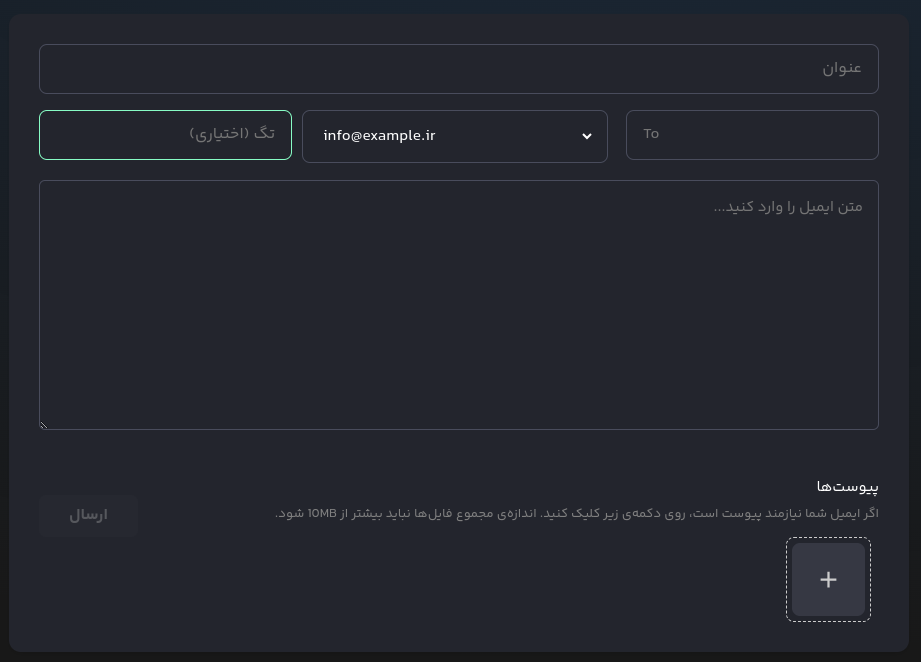 عنوان
To
info@example.ir
تگ (اختیاری)
متن ایمیل را وارد کنید...
پیوست‌ها
اگر ایمیل شما نیازمند پیوست است، روی دکمه‌ی زیر کلیک کنید. اندازه‌ی مجموع فایل‌ها نباید بیشتر از 10MB شود.
ارسال
+